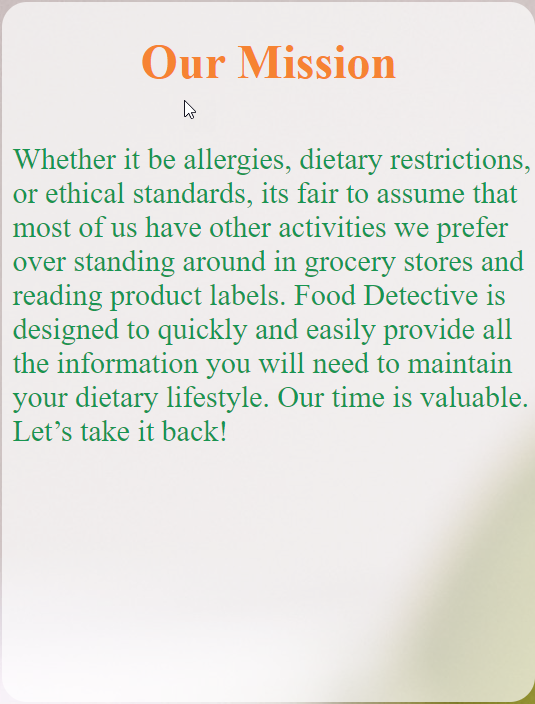 Our Mission
Whether it be allergies, dietary restrictions,
or ethical standards, its fair to assume that
most of us have other activities we prefer
over standing around in grocery stores and
reading product labels. Food Detective is
designed to quickly and easily provide all
the information you will need to maintain
your dietary lifestyle. Our time is valuable.
Let’s take it back!